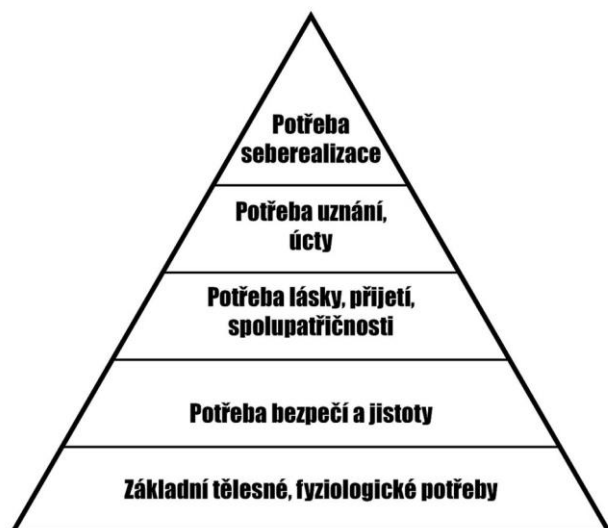 Potřeba
seberealizace
Potřeba uznání,
úcty
Potřeba lásky, přijetí,
spolupatřičnosti
Potřeba bezpečí a jistoty
Základní tělesné, fyziologické potřeby